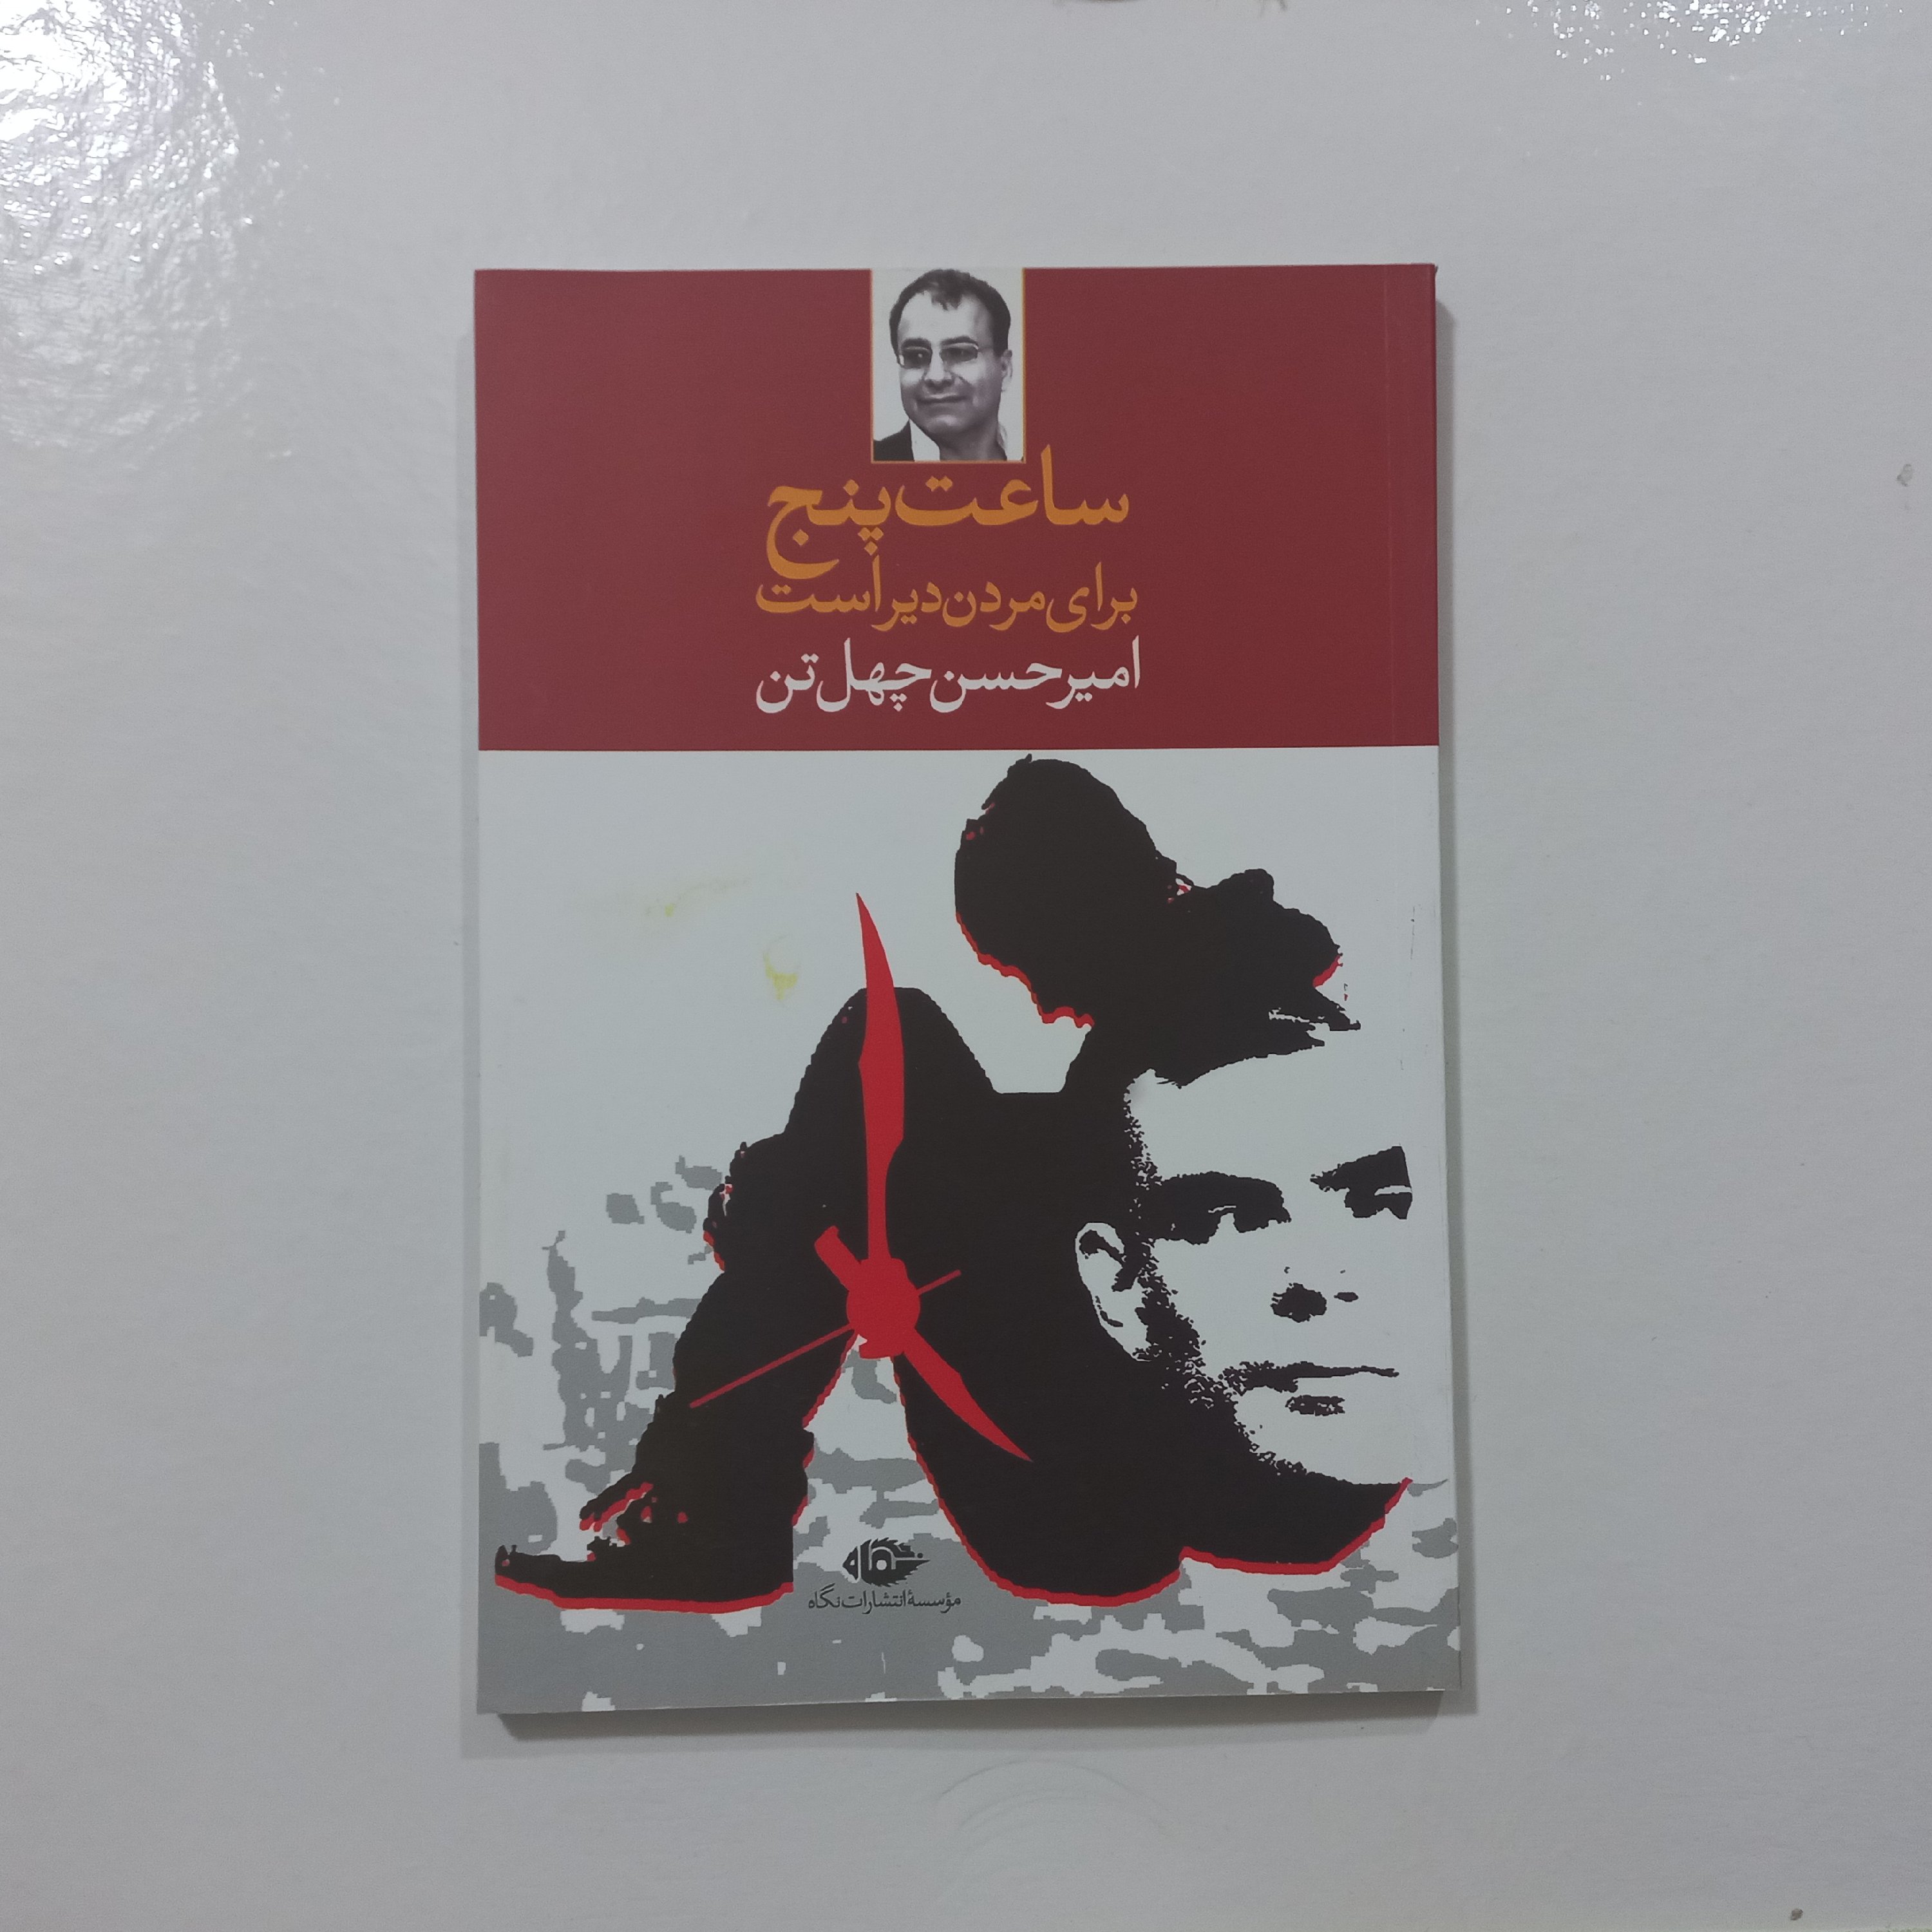 ساعت پنج
برای مردن دیر است
امیرحسن چهل تن
نگاه
مؤسسهٔ انتشارات نگاه